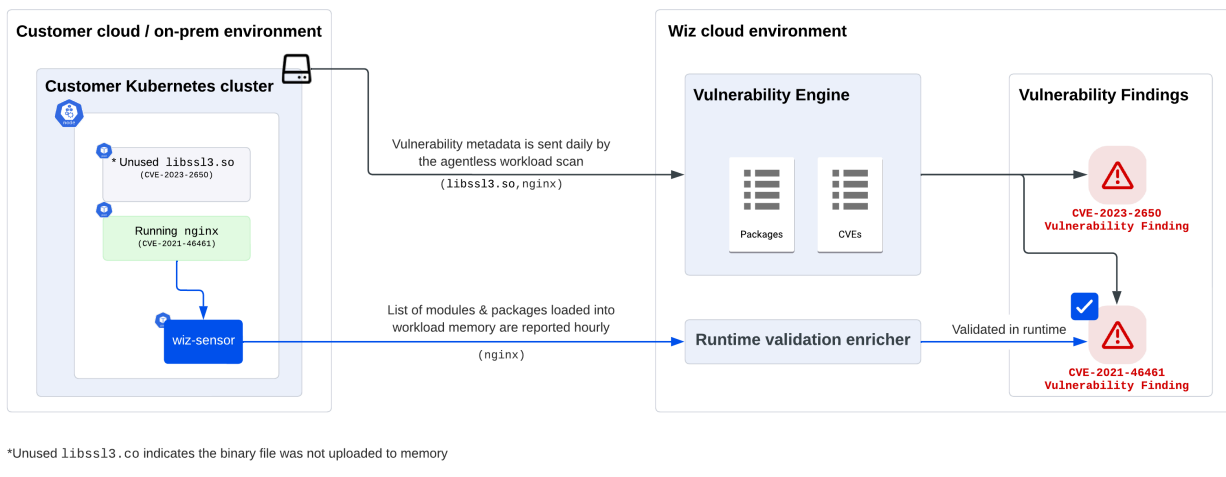 Customer cloud / on-prem environment
Customer Kubernetes cluster
* Unused libssl3.so
(CVE-2023-2650)
Running nginx
(CVE-2021-46461)
wiz-sensor
Vulnerability metadata is sent daily by
the agentless workload scan
(libssl3.so,nginx)
List of modules & packages loaded into
workload memory are reported hourly
(nginx)
Wiz cloud environment
Vulnerability Engine
Packages
CVEs
Runtime validation enricher
Validated in runtime
Vulnerability Findings
CVE-2023-2650
Vulnerability Finding
CVE-2021-46461
Vulnerability Finding
*Unused libssl3.co indicates the binary file was not uploaded to memory